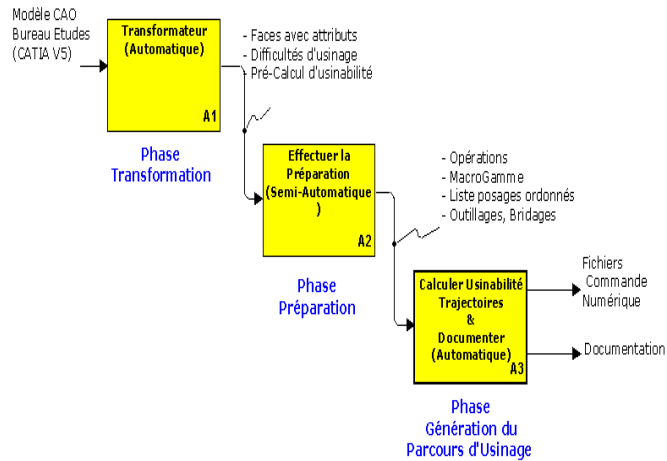 Modèle CAO
Bureau Etudes
(CATIA V5)
Transformateur
(Automatique)
A1
Phase
Transformation
- Faces avec attributs
- Difficultés d'usinage
- Pré-Calcul d'usinabilité
Effectuer la
Préparation
(Semi-Automatique
)
A2
Phase
Préparation
- Opérations
- MacroGamme
- Liste posages ordonnés
- Outillages, Bridages
Calculer Usinabilité
Trajectoires
&
Documenter
(Automatique)
A3
Phase
Génération du
Parcours d'Usinage
Fichiers
Commande
Numérique
Documentation